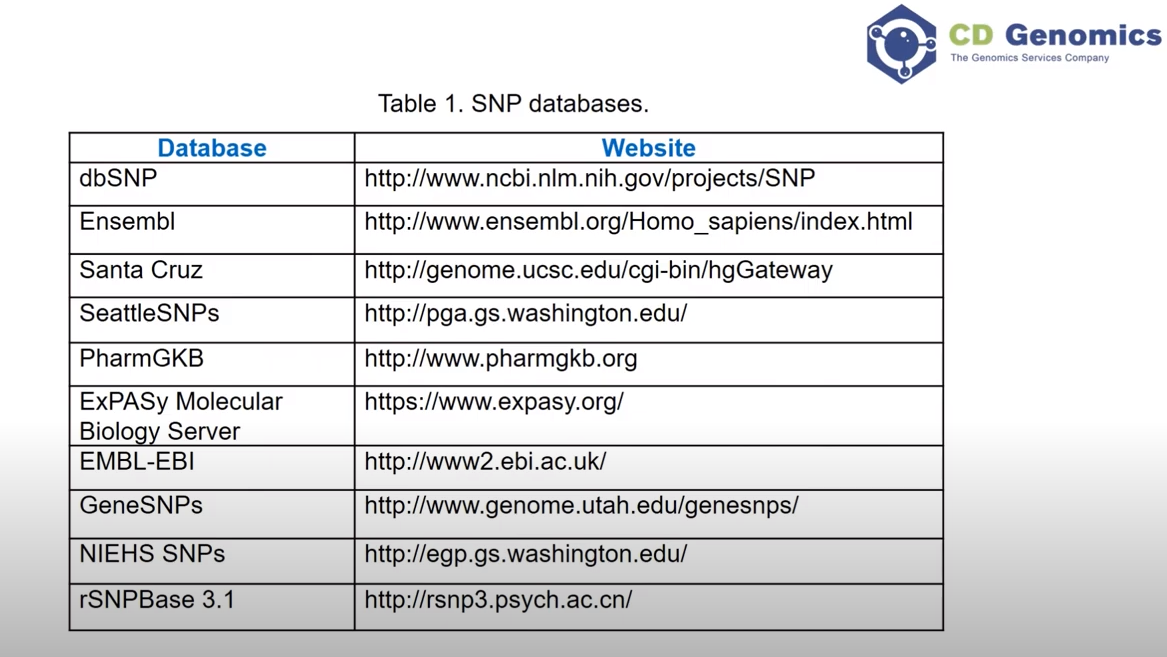 CD Genomics
The Genomics Services Company
Table 1. SNP databases.
Database Website
dbSNP http://www.ncbi.nlm.nih.gov/projects/SNP
Ensembl http://www.ensembl.org/Homo_sapiens/index.html
Santa Cruz http://genome.ucsc.edu/cgi-bin/hgGateway
SeattleSNPs http://pga.gs.washington.edu/
PharmGKB http://www.pharmgkb.org
ExPASy Molecular https://www.expasy.org/
Biology Server
EMBL-EBI http://www2.ebi.ac.uk/
GeneSNPs http://www.genome.utah.edu/genesnps/
NIEHS SNPs http://egp.gs.washington.edu/
rSNPBase 3.1 http://rsnp3.psych.ac.cn/